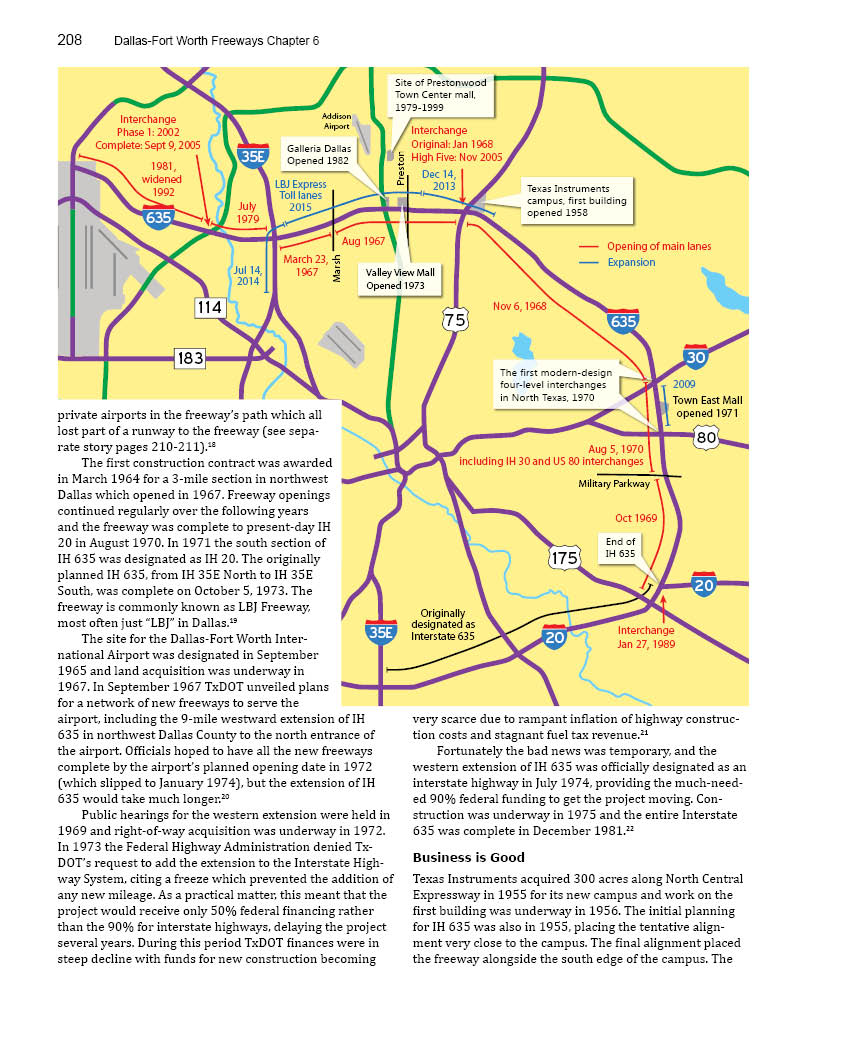 208 Dallas-Fort Worth Freeways Chapter 6
Site of Prestonwood
Town Center mall,
1979-1999
Addison
Airport
Interchange
Phase 1: 2002
Complete: Sept 9, 2005
Interchange
Original: Jan 1968
High Five: Nov 2005
35E
Galleria Dallas
Opened 1982
Preston
1981,
widened
1992
Dec 14,
2013
LBJ Express
Toll lanes
2015
Texas Instruments
campus, first building
opened 1958
635
July
1979
Aug 1967
Opening of main lanes
Expansion
March 23,
1967
Marsh
Jul 14,
2014
Valley View Mall
Opened 1973
114
75
Nov 6, 1968
635
183
30
The first modern-design
four-level interchanges
in North Texas, 1970
2009
Town East Mall
opened 1971
80
Aug 5, 1970
including IH 30 and US 80 interchanges
Military Parkway
Oct 1969
End of
IH 635
175
20
Originally
designated as
Interstate 635
35E
20
Interchange
Jan 27, 1989
private airports in the freeway's path which all
lost part of a runway to the freeway (see sepa-
rate story pages 210-211).18
The first construction contract was awarded
in March 1964 for a 3-mile section in northwest
Dallas which opened in 1967. Freeway openings
continued regularly over the following years
and the freeway was complete to present-day IH
20 in August 1970. In 1971 the south section of
IH 635 was designated as IH 20. The originally
planned IH 635, from IH 35E North to IH 35E
South, was complete on October 5, 1973. The
freeway is commonly known as LBJ Freeway,
most often just “LBJ” in Dallas.19
The site for the Dallas-Fort Worth Inter-
national Airport was designated in September
1965 and land acquisition was underway in
1967. In September 1967 TxDOT unveiled plans
for a network of new freeways to serve the
airport, including the 9-mile westward extension of IH
635 in northwest Dallas County to the north entrance of
the airport. Officials hoped to have all the new freeways
complete by the airport's planned opening date in 1972
(which slipped to January 1974), but the extension of IH
635 would take much longer.20
Public hearings for the western extension were held in
1969 and right-of-way acquisition was underway in 1972.
In 1973 the Federal Highway Administration denied Tx-
DOT's request to add the extension to the Interstate High-
way System, citing a freeze which prevented the addition of
any new mileage. As a practical matter, this meant that the
project would receive only 50% federal financing rather
than the 90% for interstate highways, delaying the project
several years. During this period TxDOT finances were in
steep decline with funds for new construction becoming
very scarce due to rampant inflation of highway construc-
tion costs and stagnant fuel tax revenue.21
Fortunately the bad news was temporary, and the
western extension of IH 635 was officially designated as an
interstate highway in July 1974, providing the much-need-
ed 90% federal funding to get the project moving. Con-
struction was underway in 1975 and the entire Interstate
635 was complete in December 1981.22
Business is Good
Texas Instruments acquired 300 acres along North Central
Expressway in 1955 for its new campus and work on the
first building was underway in 1956. The initial planning
for IH 635 was also in 1955, placing the tentative align-
ment very close to the campus. The final alignment placed
the freeway alongside the south edge of the campus. The